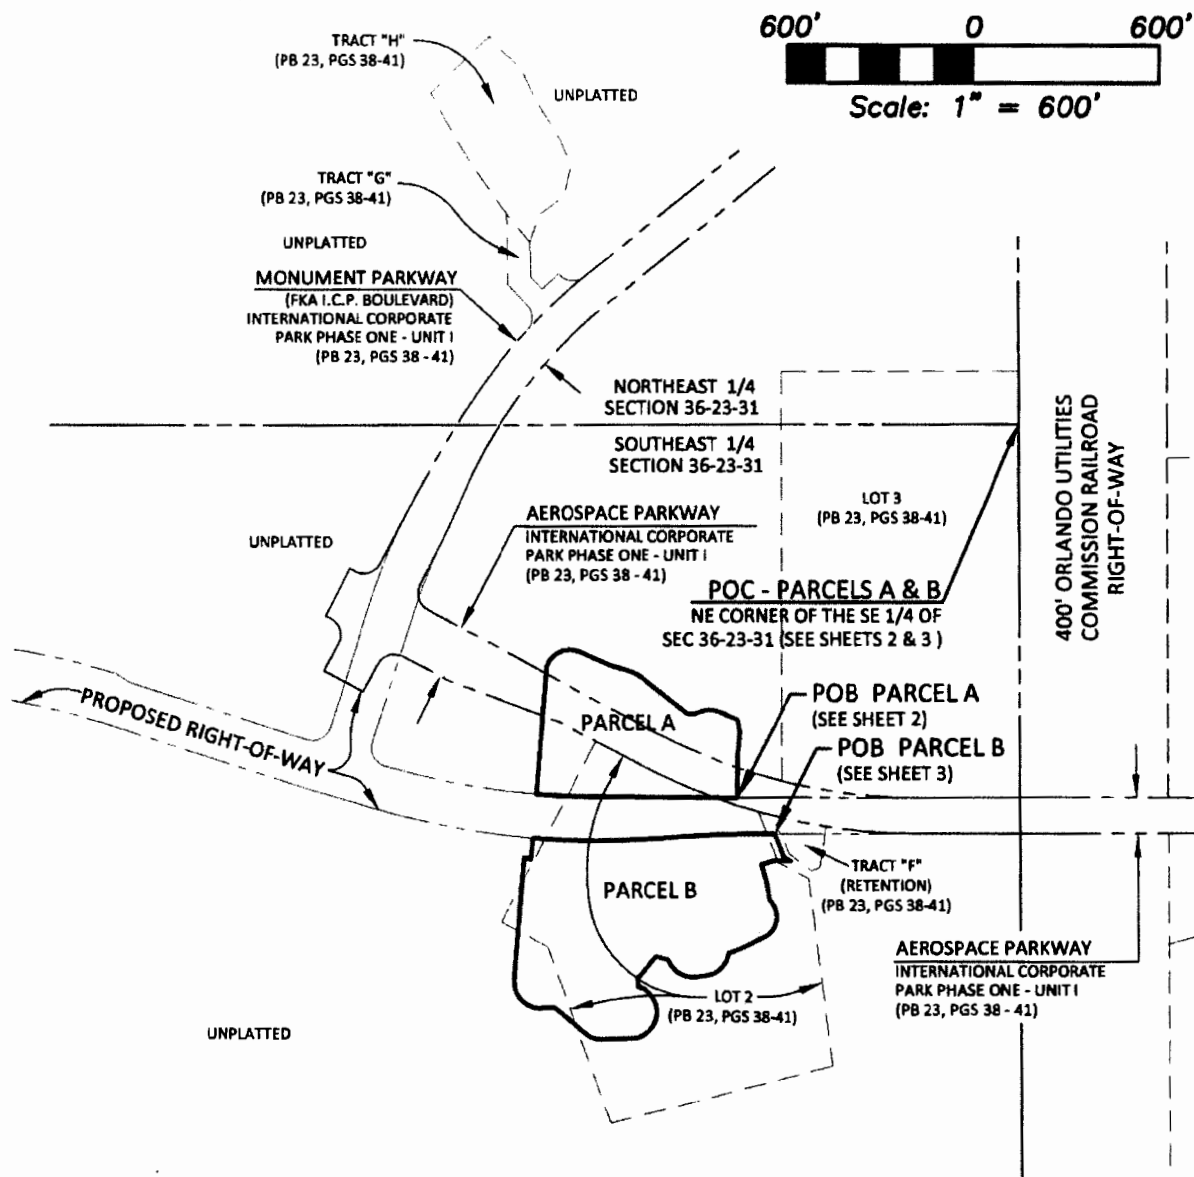 600' 0 600'
Scale: 1" = 600'
TRACT "H"
(PB 23, PGS 38-41)
UNPLATTED
TRACT "G"
(PB 23, PGS 38-41)
UNPLATTED
MONUMENT PARKWAY
(FKA I.C.P. BOULEVARD)
INTERNATIONAL CORPORATE
PARK PHASE ONE - UNIT I
(PB 23, PGS 38 - 41)
NORTHEAST 1/4
SECTION 36-23-31
SOUTHEAST 1/4
SECTION 36-23-31
400' ORLANDO UTILITIES
COMMISSION RAILROAD
RIGHT-OF-WAY
LOT 3
(PB 23, PGS 38-41)
UNPLATTED
AEROSPACE PARKWAY
INTERNATIONAL CORPORATE
PARK PHASE ONE - UNIT I
(PB 23, PGS 38 - 41)
POC - PARCELS A & B
NE CORNER OF THE SE 1/4 OF
SEC 36-23-31 (SEE SHEETS 2 & 3 )
PROPOSED RIGHT-OF-WAY
PARCEL A
POB PARCEL A
(SEE SHEET 2)
POB PARCEL B
(SEE SHEET 3)
PARCEL B
TRACT "F"
(RETENTION)
(PB 23, PGS 38-41)
AEROSPACE PARKWAY
INTERNATIONAL CORPORATE
PARK PHASE ONE - UNIT I
(PB 23, PGS 38 - 41)
LOT 2
(PB 23, PGS 38-41)
UNPLATTED